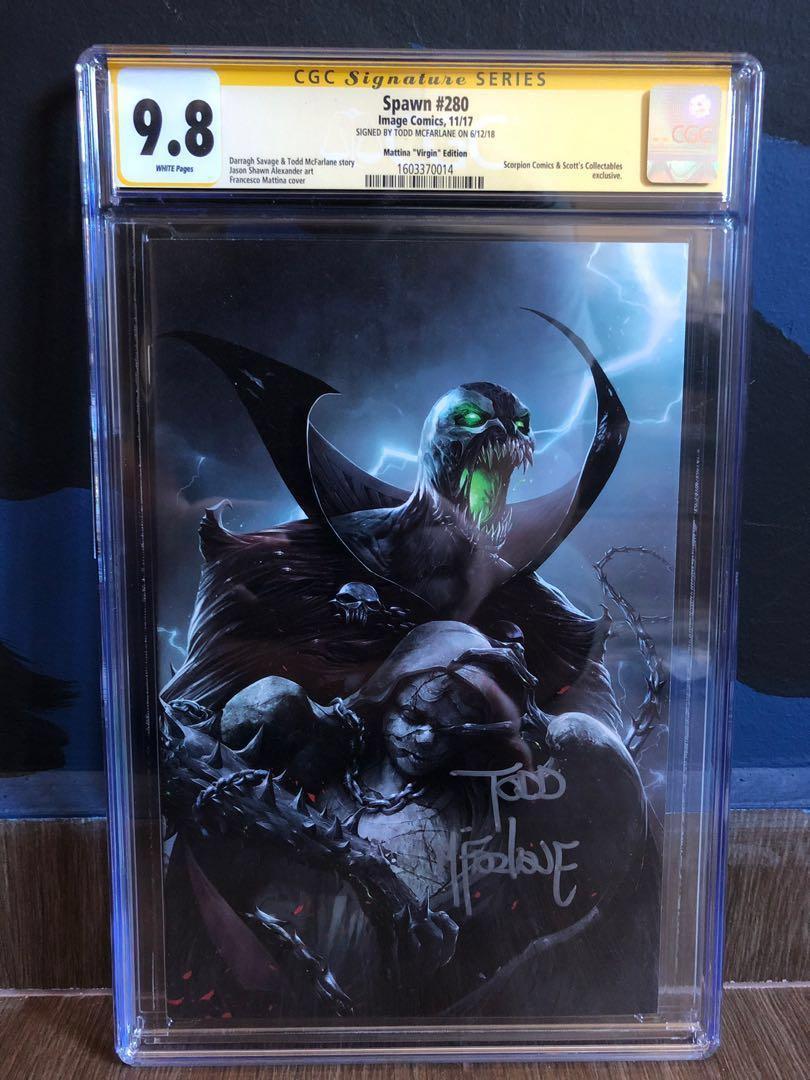 CGC Signature SERIES
9.8
WHITE Pages
Spawn #280
Image Comics, 11/17
SIGNED BY TODD MCFARLANE ON 6/12/18
Mattina "Virgin" Edition
Darragh Savage & Todd McFarlane story
Jason Shawn Alexander art
Francesco Mattina cover
1603370014
Scorpion Comics & Scott's Collectables
exclusive.
CGC
TODD
McFarlane